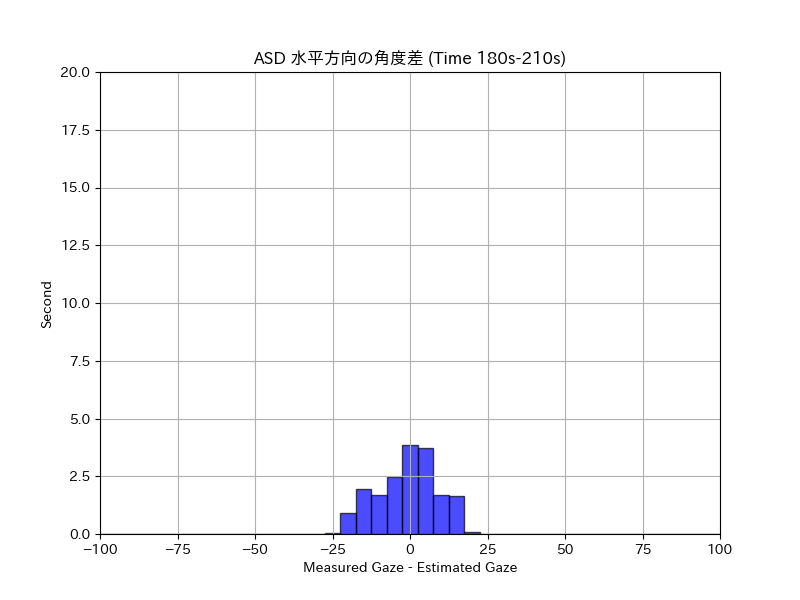 ASD 水平方向の角度差 (Time 180s-210s)
20.0
17.5
15.0
12.5
10.0
7.5
5.0
2.5
0.0
Second
−100 −75 −50 −25 0 25 50 75 100
Measured Gaze - Estimated Gaze